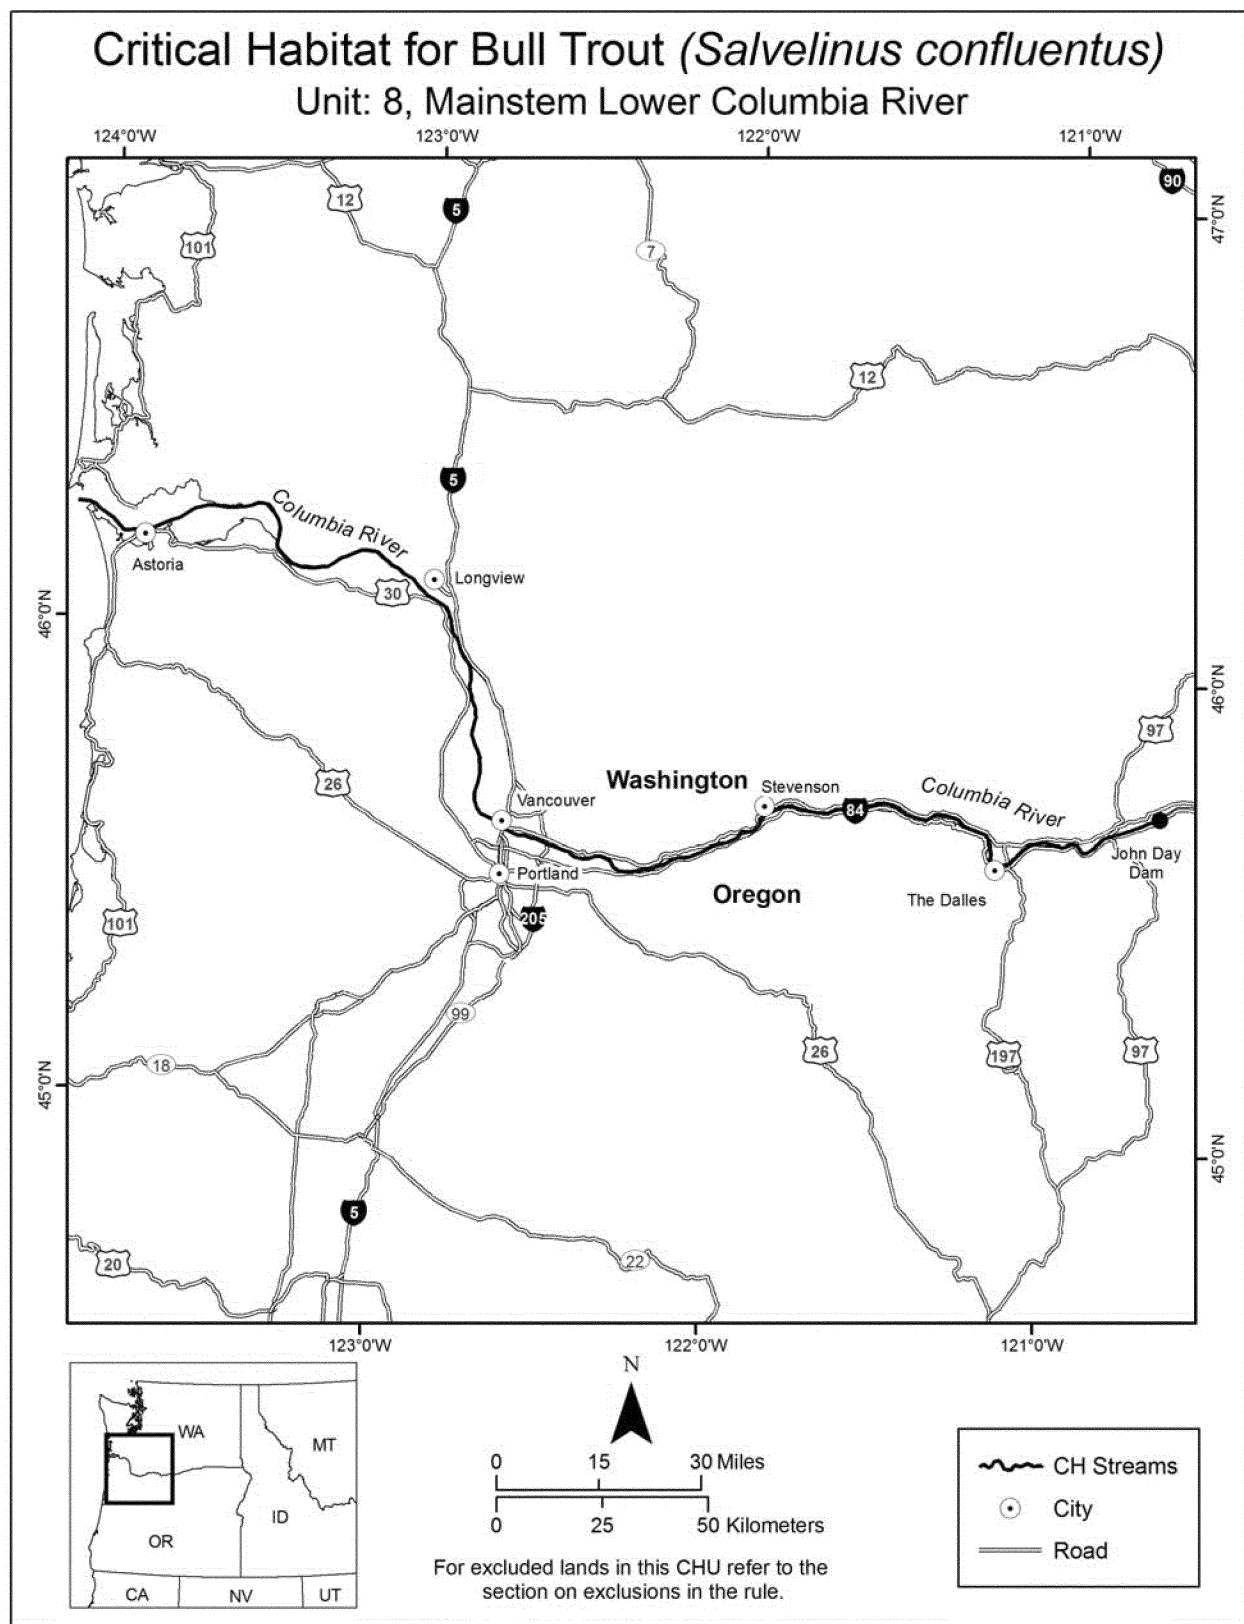 Critical Habitat for Bull Trout (Salvelinus confluentus)
Unit: 8, Mainstem Lower Columbia River
124°0'W 123°0'W 122°0'W 121°0'W
90
12
5
47°0'N
101
7
12
5
Columbia River
Astoria
Longview
30
46°0'N
46°0'N
97
26
Washington
Stevenson
Columbia River
Vancouver
84
John Day
Dam
Portland
Oregon
The Dalles
101
205
99
26
197
97
18
45°0'N
45°0'N
5
20
22
123°0'W 122°0'W 121°0'W
N
WA
MT
OR
ID
CA
NV
UT
0 15 30 Miles
0 25 50 Kilometers
For excluded lands in this CHU refer to the
section on exclusions in the rule.
CH Streams
City
Road